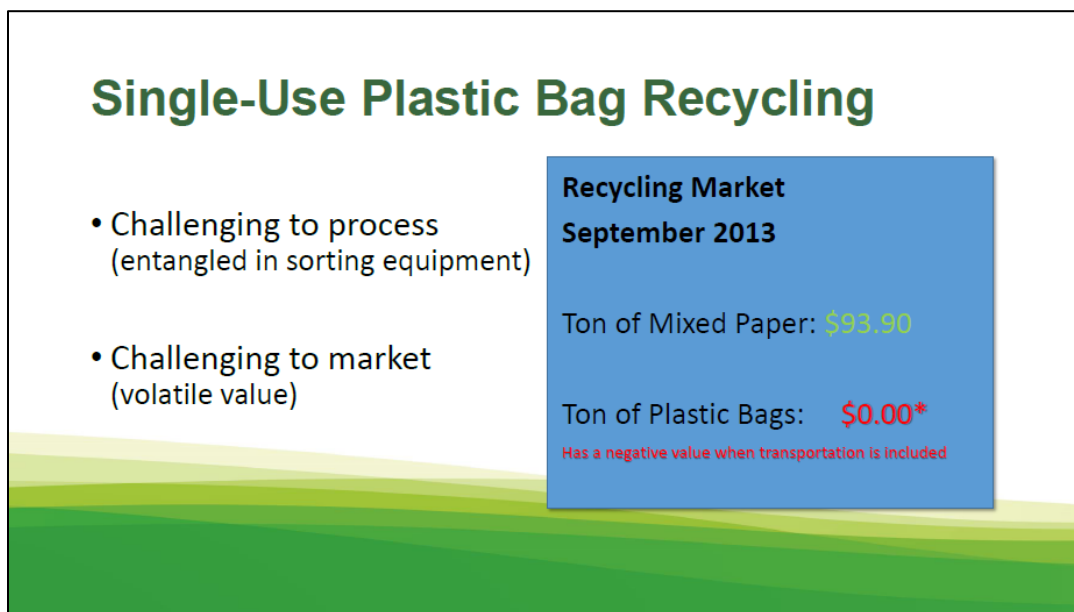 Single-Use Plastic Bag Recycling
• Challenging to process
(entangled in sorting equipment)
• Challenging to market
(volatile value)
Recycling Market
September 2013
Ton of Mixed Paper: $93.90
Ton of Plastic Bags: $0.00*
Has a negative value when transportation is included